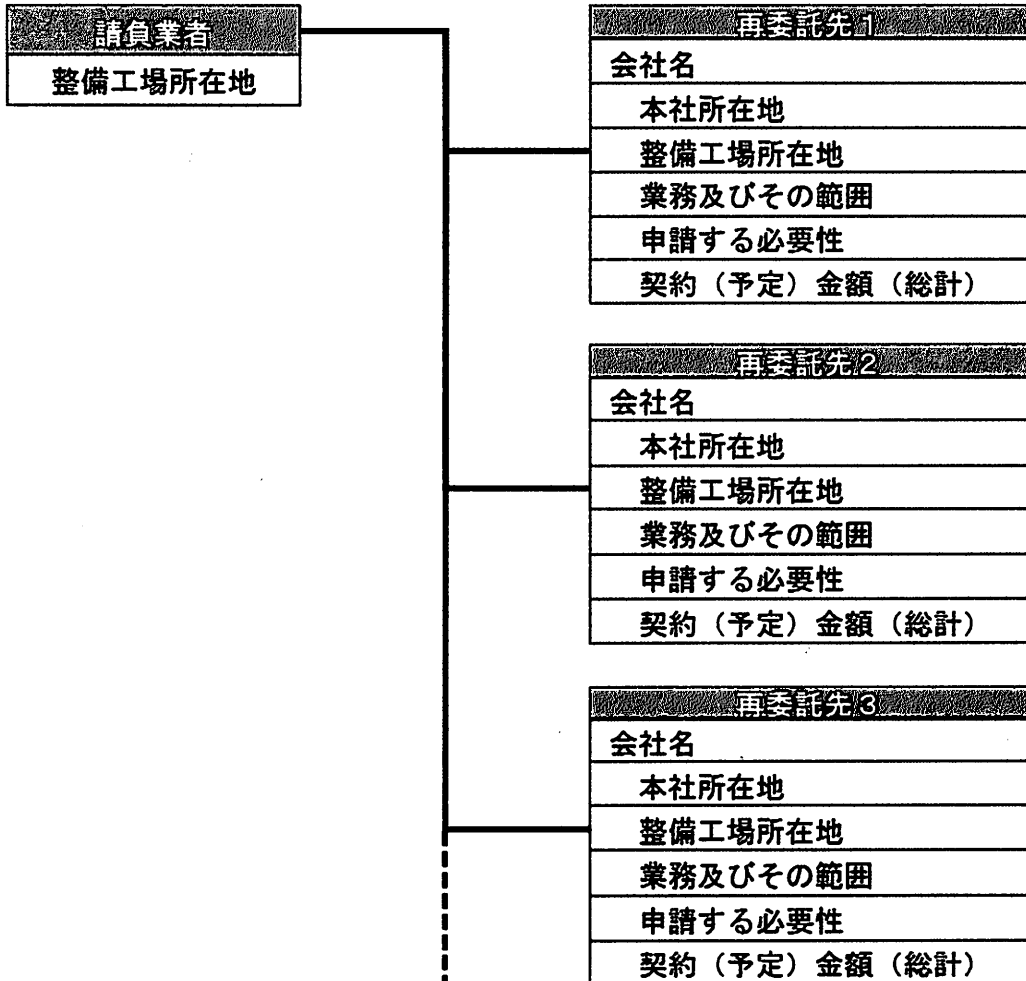 請負業者
整備工場所在地
再委託先1
会社名
本社所在地
整備工場所在地
業務及びその範囲
申請する必要性
契約（予定）金額（総計）
再委託先2
会社名
本社所在地
整備工場所在地
業務及びその範囲
申請する必要性
契約（予定）金額（総計）
再委託先3
会社名
本社所在地
整備工場所在地
業務及びその範囲
申請する必要性
契約（予定）金額（総計）